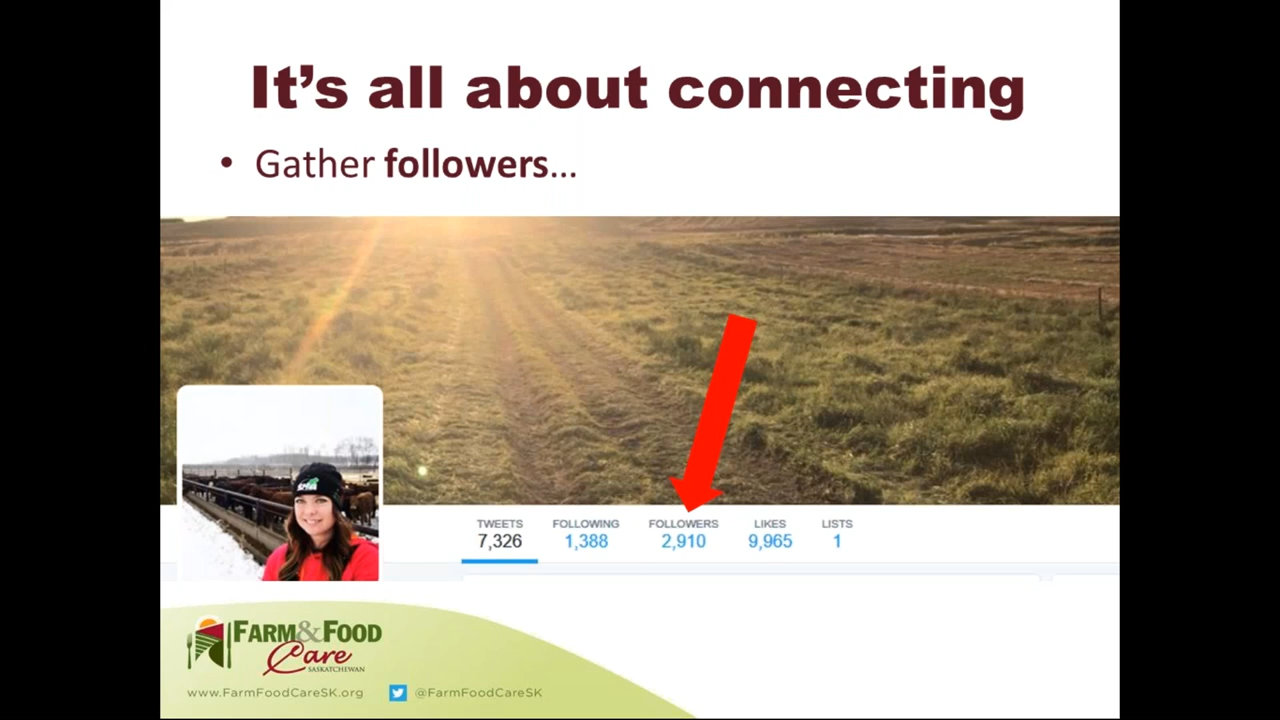 It's all about connecting
• Gather followers...
TWEETS FOLLOWING FOLLOWERS LIKES LISTS
7,326 1,388 2,910 9,965 1
FARM & FOOD
Care
SASKATCHEWAN
www.FarmFoodCareSK.org @FarmFoodCareSK